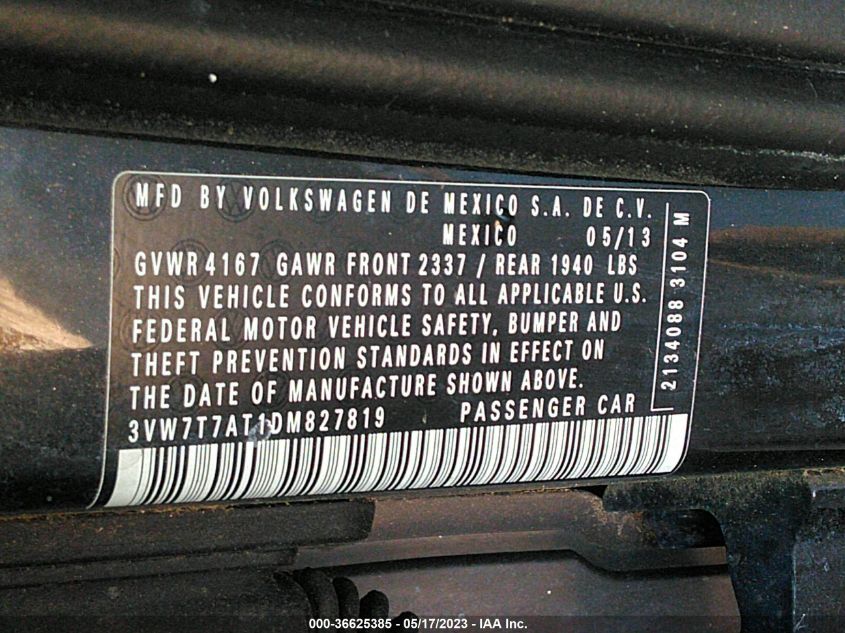 MFD BY VOLKSWAGEN DE MEXICO S.A. DE C.V.
MEXICO 05/13
GVWR 4167 GAWR FRONT 2337 / REAR 1940 LBS
THIS VEHICLE CONFORMS TO ALL APPLICABLE U.S.
FEDERAL MOTOR VEHICLE SAFETY, BUMPER AND
THEFT PREVENTION STANDARDS IN EFFECT ON
THE DATE OF MANUFACTURE SHOWN ABOVE.
3VW7T7AT1DM827819 PASSENGER CAR
2134088 3104 M
000-36625385 - 05/17/2023 - IAA Inc.